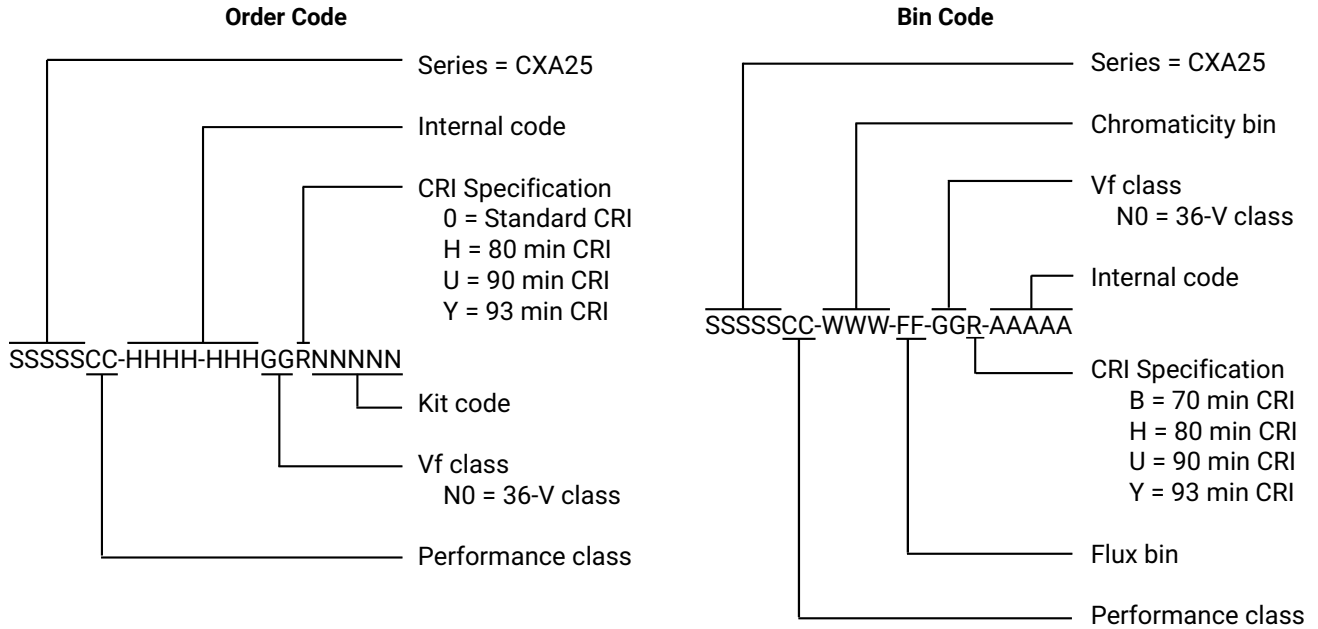 Order Code
Series = CXA25
Internal code
CRI Specification
0 = Standard CRI
H = 80 min CRI
U = 90 min CRI
Y = 93 min CRI
SSSSSCC-HHHH-HHHGGRNNNNN
Kit code
Vf class
N0 = 36-V class
Performance class
Bin Code
Series = CXA25
Chromaticity bin
Vf class
N0 = 36-V class
Internal code
SSSSSCC-WWW-FF-GGR-AAAAA
CRI Specification
B = 70 min CRI
H = 80 min CRI
U = 90 min CRI
Y = 93 min CRI
Flux bin
Performance class